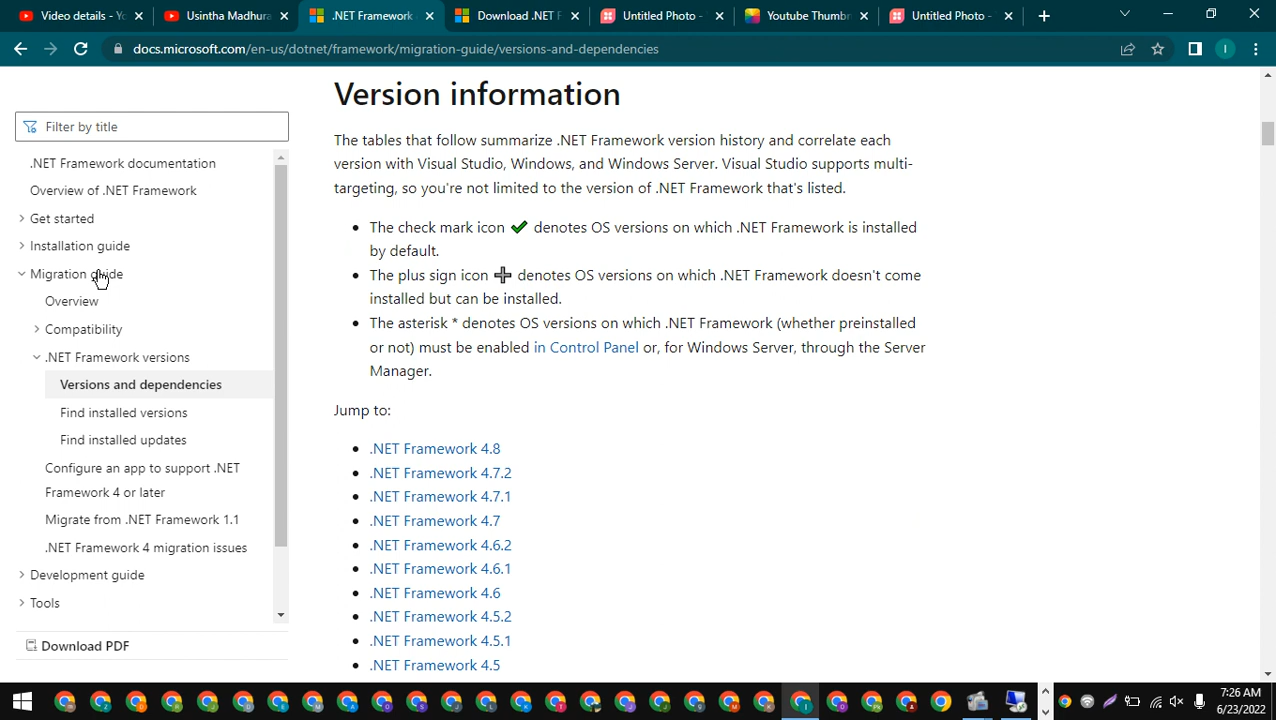 Video details - Yo
Usintha Madhura
.NET Framework
Download .NET F
Untitled Photo -
Youtube Thumbn
Untitled Photo -
docs.microsoft.com/en-us/dotnet/framework/migration-guide/versions-and-dependencies
I
Version information
Filter by title
.NET Framework documentation
Overview of .NET Framework
Get started
Installation guide
Migration guide
Overview
Compatibility
.NET Framework versions
Versions and dependencies
Find installed versions
Find installed updates
Configure an app to support .NET
Framework 4 or later
Migrate from .NET Framework 1.1
.NET Framework 4 migration issues
Development guide
Tools
Download PDF
The tables that follow summarize .NET Framework version history and correlate each
version with Visual Studio, Windows, and Windows Server. Visual Studio supports multi-
targeting, so you're not limited to the version of .NET Framework that's listed.
The check mark icon ✔ denotes OS versions on which .NET Framework is installed
by default.
The plus sign icon ➕ denotes OS versions on which .NET Framework doesn't come
installed but can be installed.
The asterisk * denotes OS versions on which .NET Framework (whether preinstalled
or not) must be enabled in Control Panel or, for Windows Server, through the Server
Manager.
Jump to:
.NET Framework 4.8
.NET Framework 4.7.2
.NET Framework 4.7.1
.NET Framework 4.7
.NET Framework 4.6.2
.NET Framework 4.6.1
.NET Framework 4.6
.NET Framework 4.5.2
.NET Framework 4.5.1
.NET Framework 4.5
7:26 AM
6/23/2022